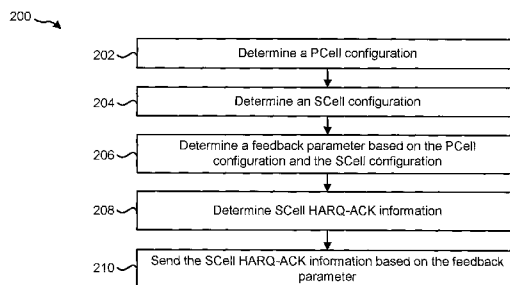 200
202
Determine a PCell configuration
204
Determine an SCell configuration
206
Determine a feedback parameter based on the PCell
configuration and the SCell configuration
208
Determine SCell HARQ-ACK information
210
Send the SCell HARQ-ACK information based on the feedback
parameter